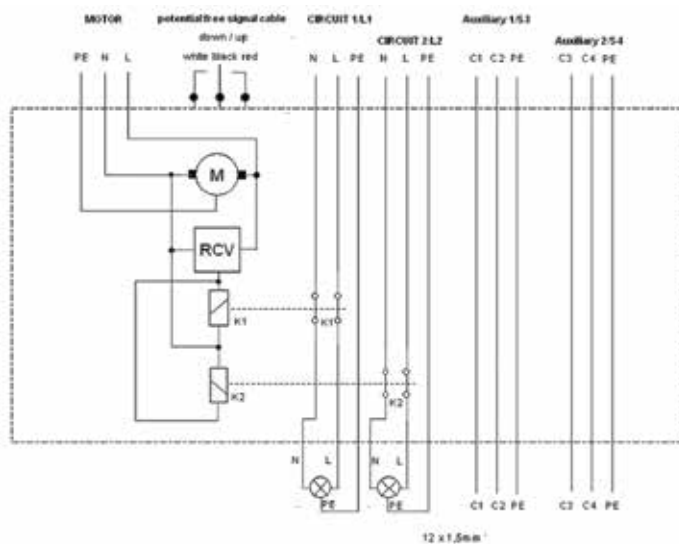 MOTOR
potential free signal cable
down / up
white black red
CIRCUIT 1/L1
CIRCUIT 2/L2
Auxiliary 1/S3
Auxiliary 2/S4
PE N L
N L PE
N L PE
C1 C2 PE
C3 C4 PE
M
RCV
K1
K1
K2
K2
N L
N L
PE
PE
C1 C2 PE
C3 C4 PE
12 x 1,5mm²